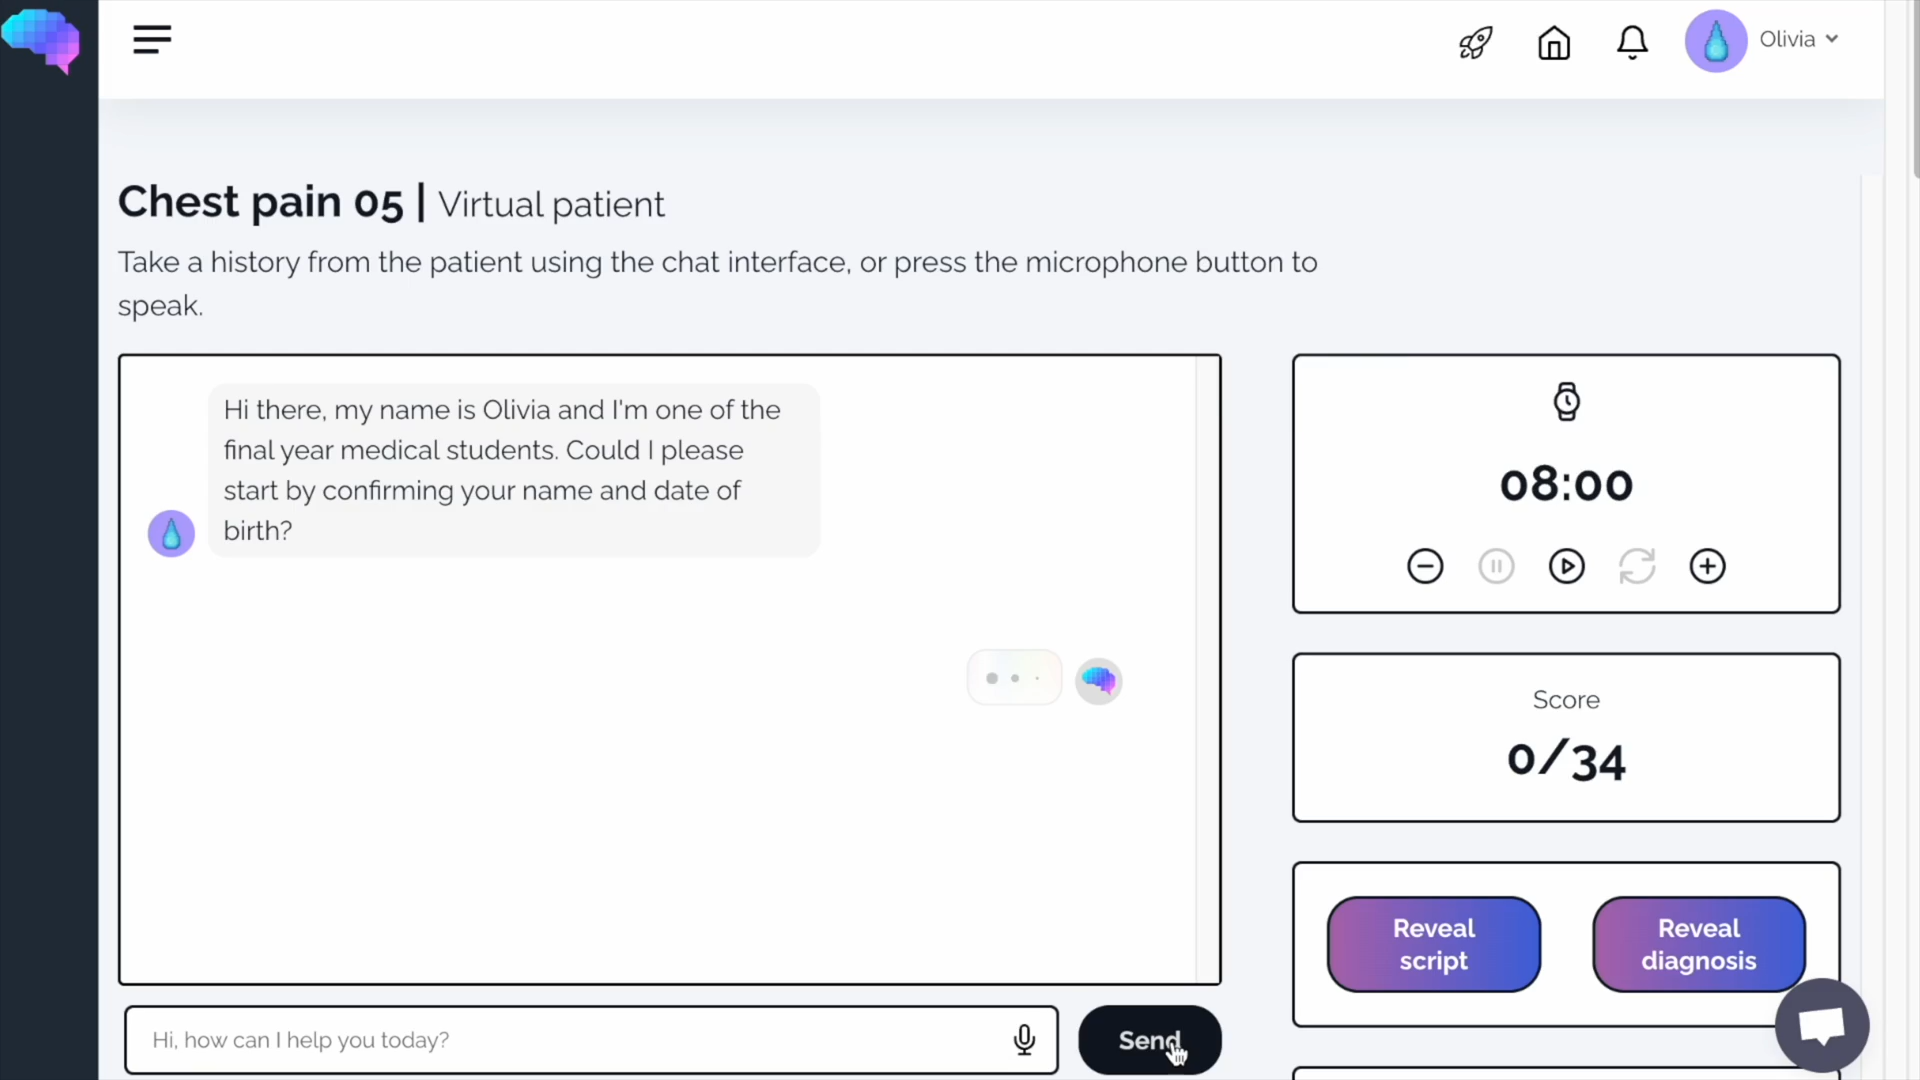 Olivia
Chest pain 05 | Virtual patient
Take a history from the patient using the chat interface, or press the microphone button to
speak.
Hi there, my name is Olivia and I'm one of the
final year medical students. Could I please
start by confirming your name and date of
birth?
08:00
Score
0/34
Reveal
script
Reveal
diagnosis
Hi, how can I help you today?
Send